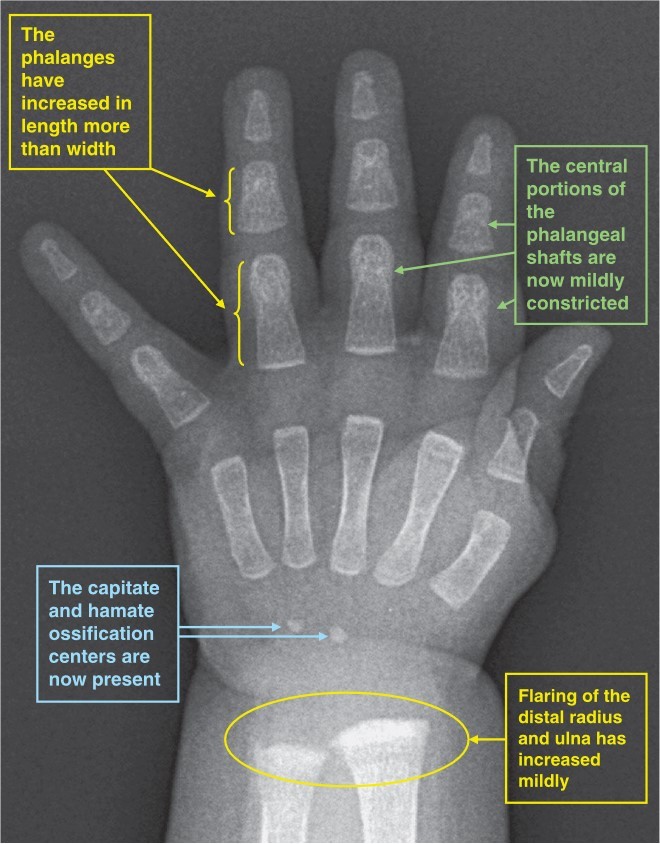 The
phalanges
have
increased in
length more
than width
The central
portions of
the
phalangeal
shafts are
now mildly
constricted
The capitate
and hamate
ossification
centers are
now present
Flaring of the
distal radius
and ulna has
increased
mildly